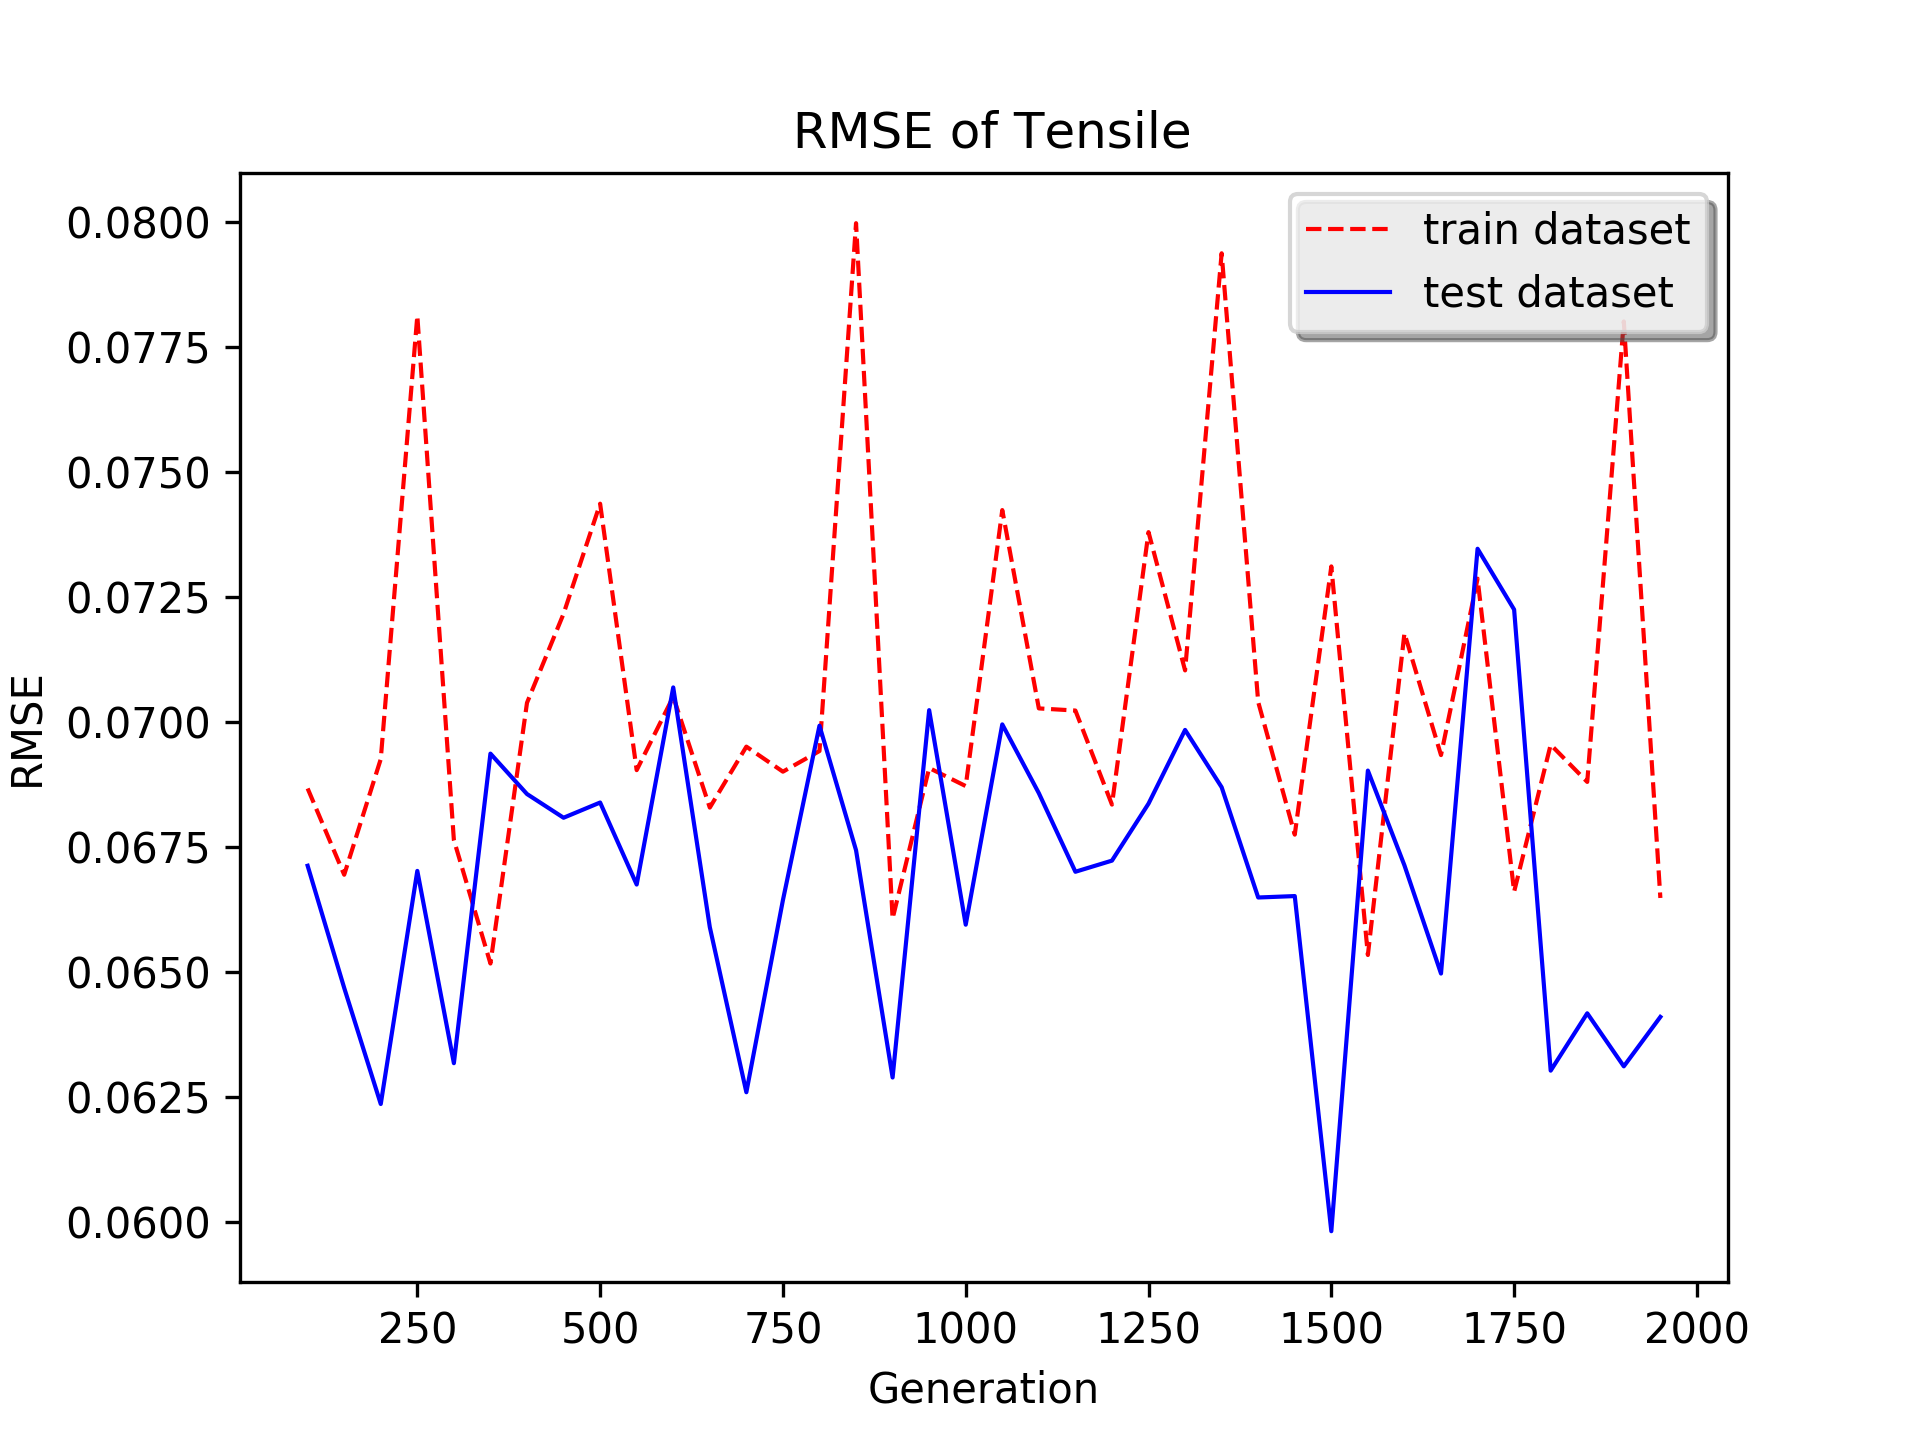 RMSE of Tensile
train dataset
test dataset
0.0800
0.0775
0.0750
0.0725
0.0700
0.0675
0.0650
0.0625
0.0600
RMSE
250 500 750 1000 1250 1500 1750 2000
Generation